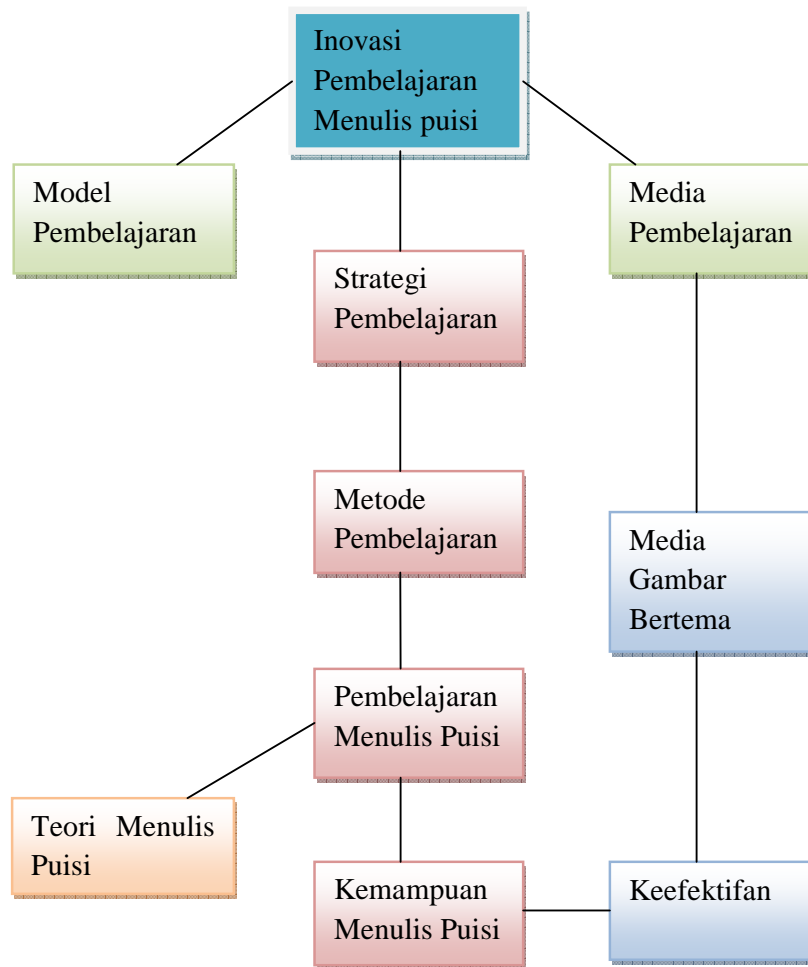 Inovasi
Pembelajaran
Menulis puisi
Model
Pembelajaran
Media
Pembelajaran
Strategi
Pembelajaran
Metode
Pembelajaran
Media
Gambar
Bertema
Pembelajaran
Menulis Puisi
Teori Menulis
Puisi
Kemampuan
Menulis Puisi
Keefektifan